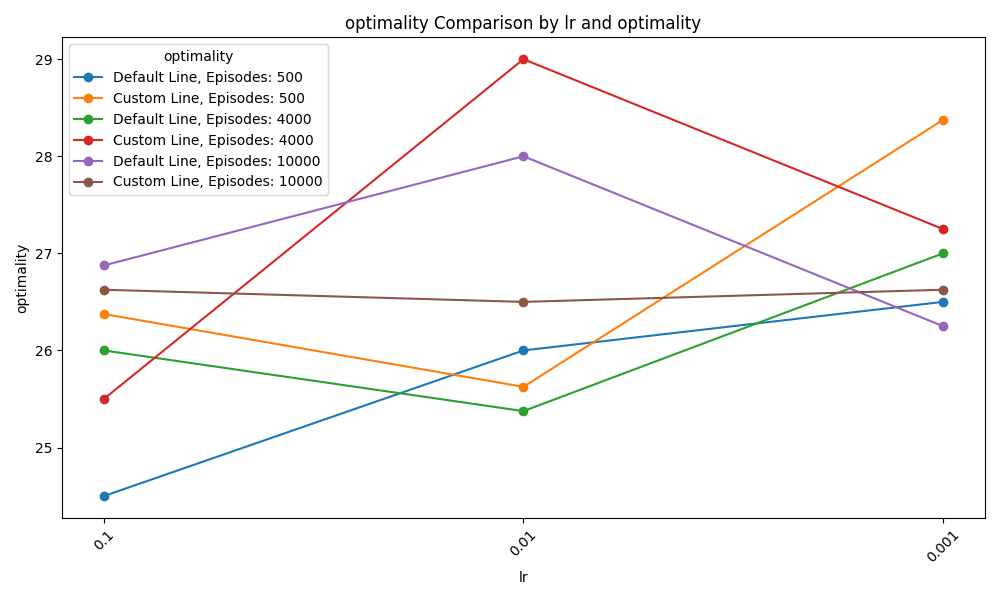 optimality Comparison by lr and optimality
optimality
Default Line, Episodes: 500
Custom Line, Episodes: 500
Default Line, Episodes: 4000
Custom Line, Episodes: 4000
Default Line, Episodes: 10000
Custom Line, Episodes: 10000
29
28
27
26
25
optimality
0.1
0.01
0.001
lr